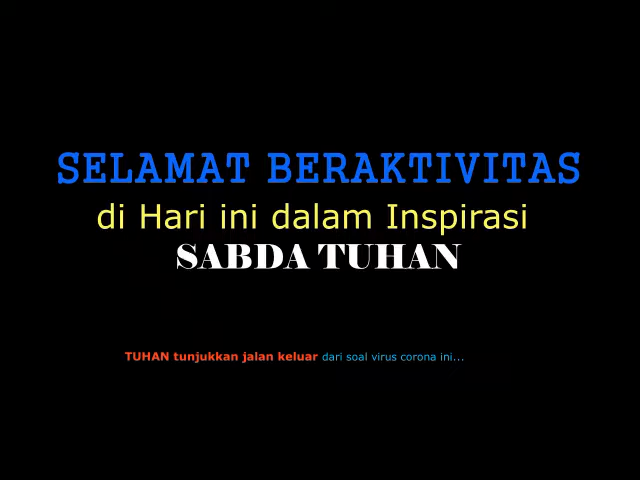 SELAMAT BERAKTIVITAS
di Hari ini dalam Inspirasi
SABDA TUHAN
TUHAN tunjukkan jalan keluar dari soal virus corona ini...